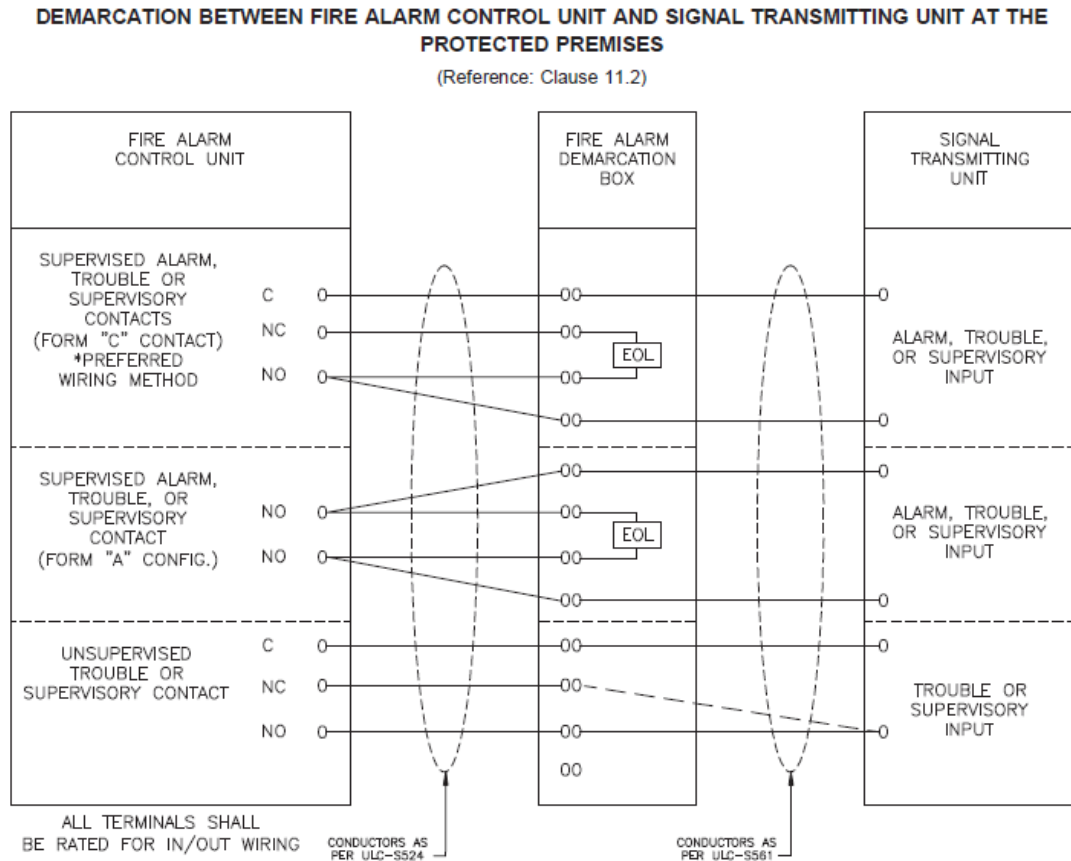 DEMARCATION BETWEEN FIRE ALARM CONTROL UNIT AND SIGNAL TRANSMITTING UNIT AT THE
PROTECTED PREMISES
(Reference: Clause 11.2)
FIRE ALARM
CONTROL UNIT
FIRE ALARM
DEMARCATION
BOX
SIGNAL
TRANSMITTING
UNIT
SUPERVISED ALARM,
TROUBLE OR
SUPERVISORY
CONTACTS
(FORM "C" CONTACT)
*PREFERRED
WIRING METHOD
C
NC
NO
EOL
ALARM, TROUBLE,
OR SUPERVISORY
INPUT
SUPERVISED ALARM,
TROUBLE, OR
SUPERVISORY
CONTACT
(FORM "A" CONFIG.)
NO
NO
EOL
ALARM, TROUBLE,
OR SUPERVISORY
INPUT
UNSUPERVISED
TROUBLE OR
SUPERVISORY CONTACT
C
NC
NO
TROUBLE OR
SUPERVISORY
INPUT
ALL TERMINALS SHALL
BE RATED FOR IN/OUT WIRING
CONDUCTORS AS
PER ULC-S524
CONDUCTORS AS
PER ULC-S561